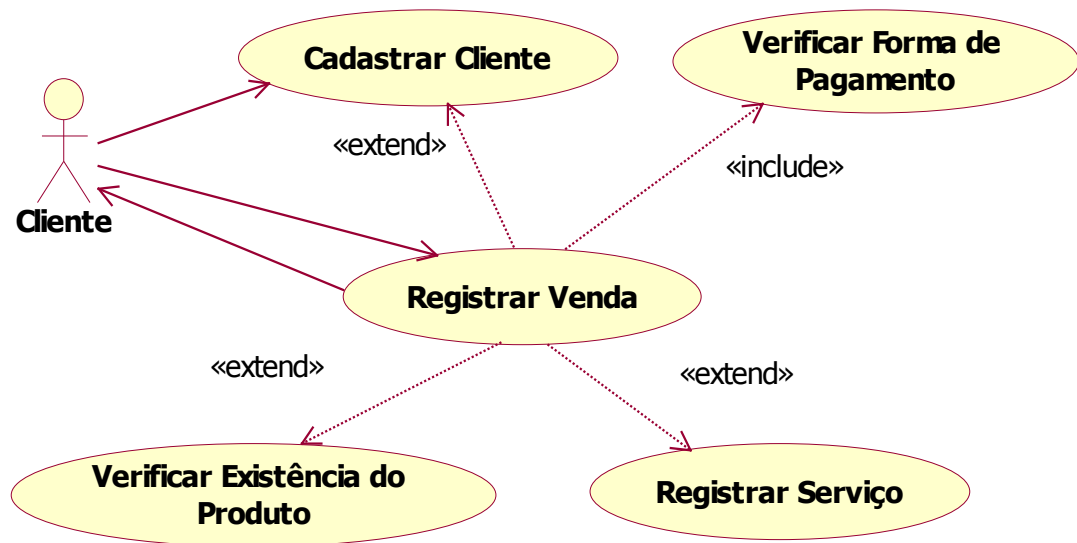 Cadastrar Cliente
Verificar Forma de
Pagamento
«extend»
«include»
Cliente
Registrar Venda
«extend»
«extend»
Verificar Existência do
Produto
Registrar Serviço